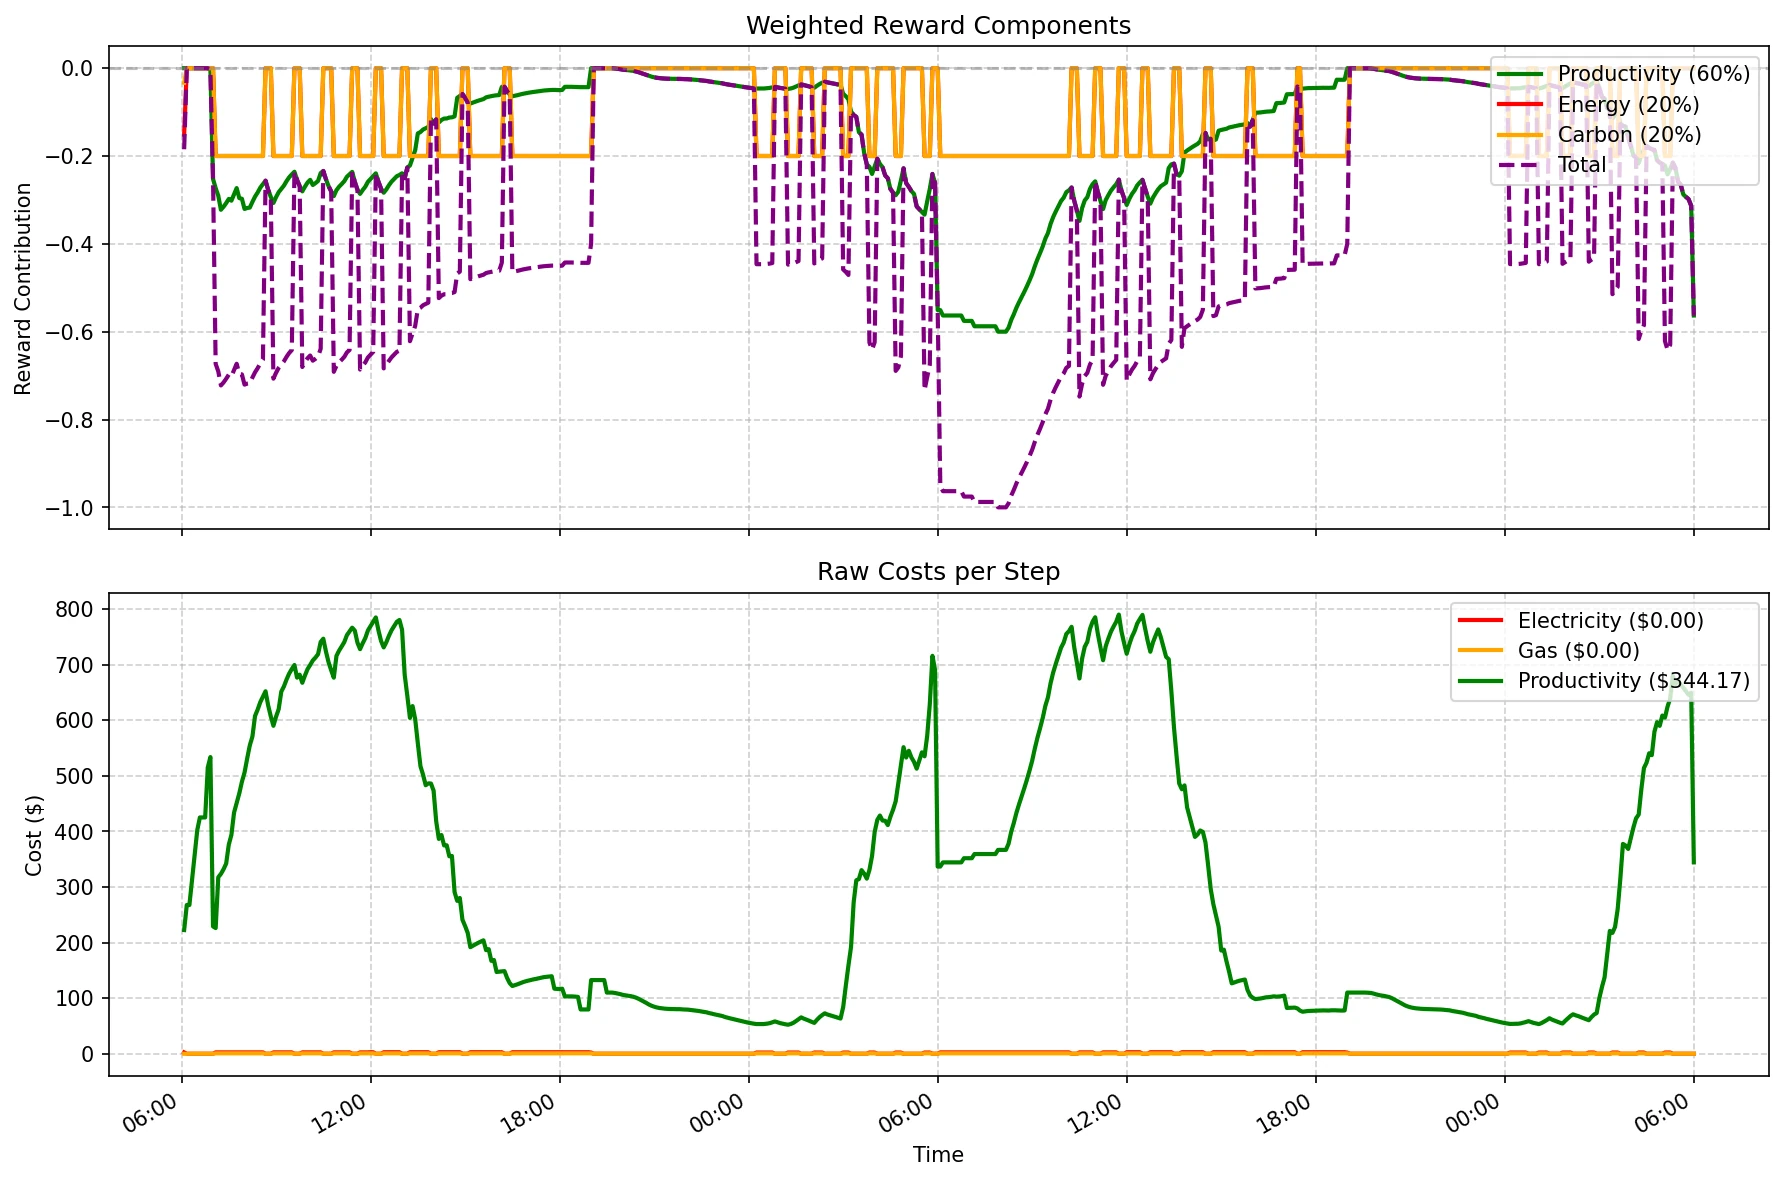 Weighted Reward Components
Reward Contribution
0.0
−0.2
−0.4
−0.6
−0.8
−1.0
Productivity (60%)
Energy (20%)
Carbon (20%)
Total
Raw Costs per Step
Cost ($)
800
700
600
500
400
300
200
100
0
Electricity ($0.00)
Gas ($0.00)
Productivity ($344.17)
06:00
12:00
18:00
00:00
06:00
12:00
18:00
00:00
06:00
Time